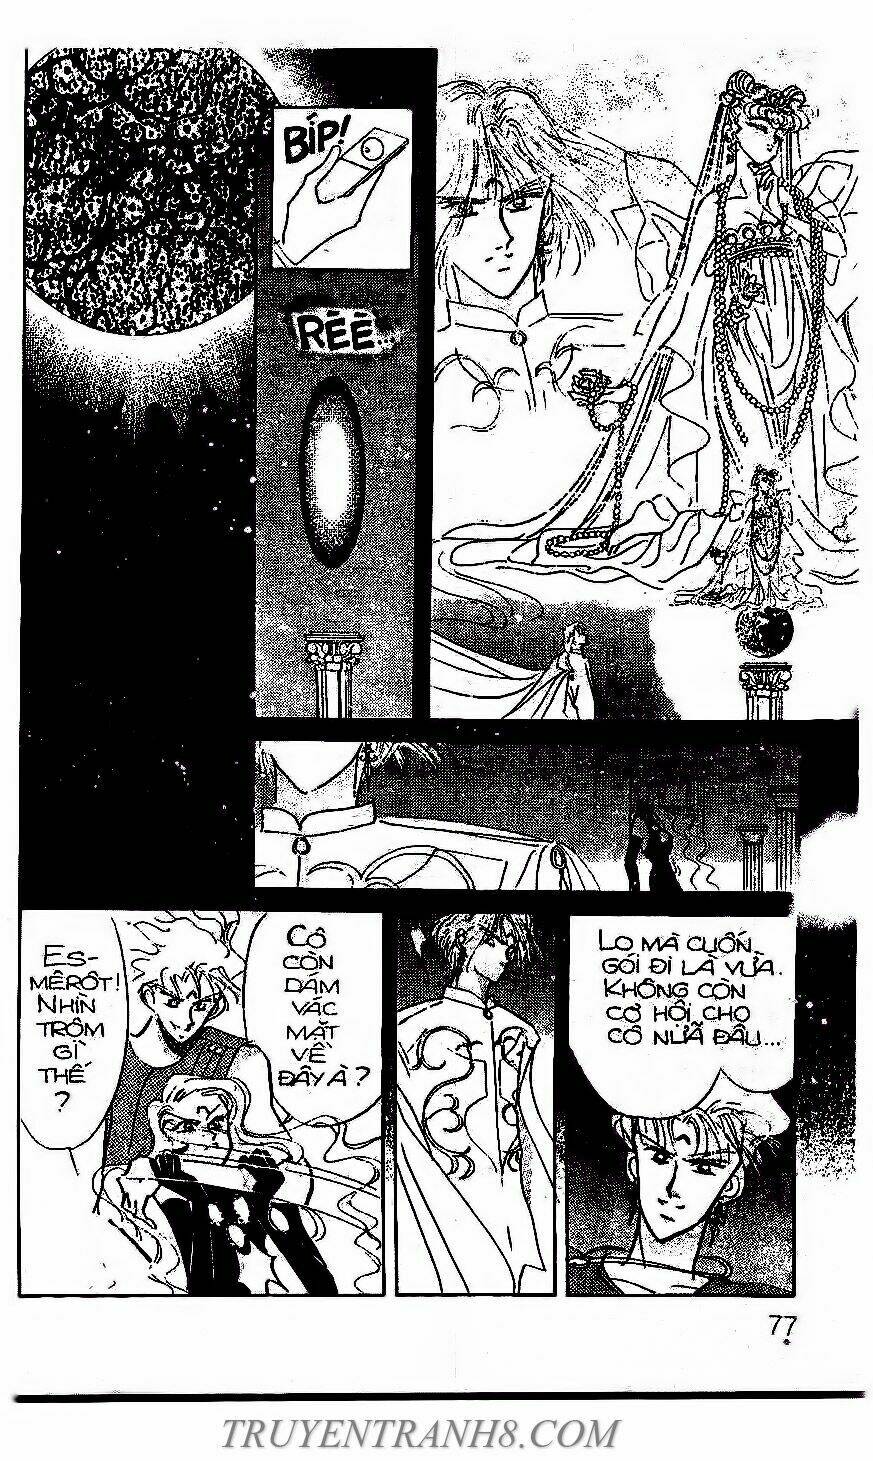 BÍP!
RÈÈ...
ES-
MÊRÔT!
NHÌN
TRỘM
GÌ
THẾ
?
CÔ
CÒN
DÁM
VÁC
MẶT
VỀ
ĐÂY À?
LO MÀ CUỐN
GÓI ĐI LÀ VỪA.
KHÔNG CÒN
CƠ HỘI CHO
CÔ NỮA ĐÂU...
77
TRUYENTRANH8.COM